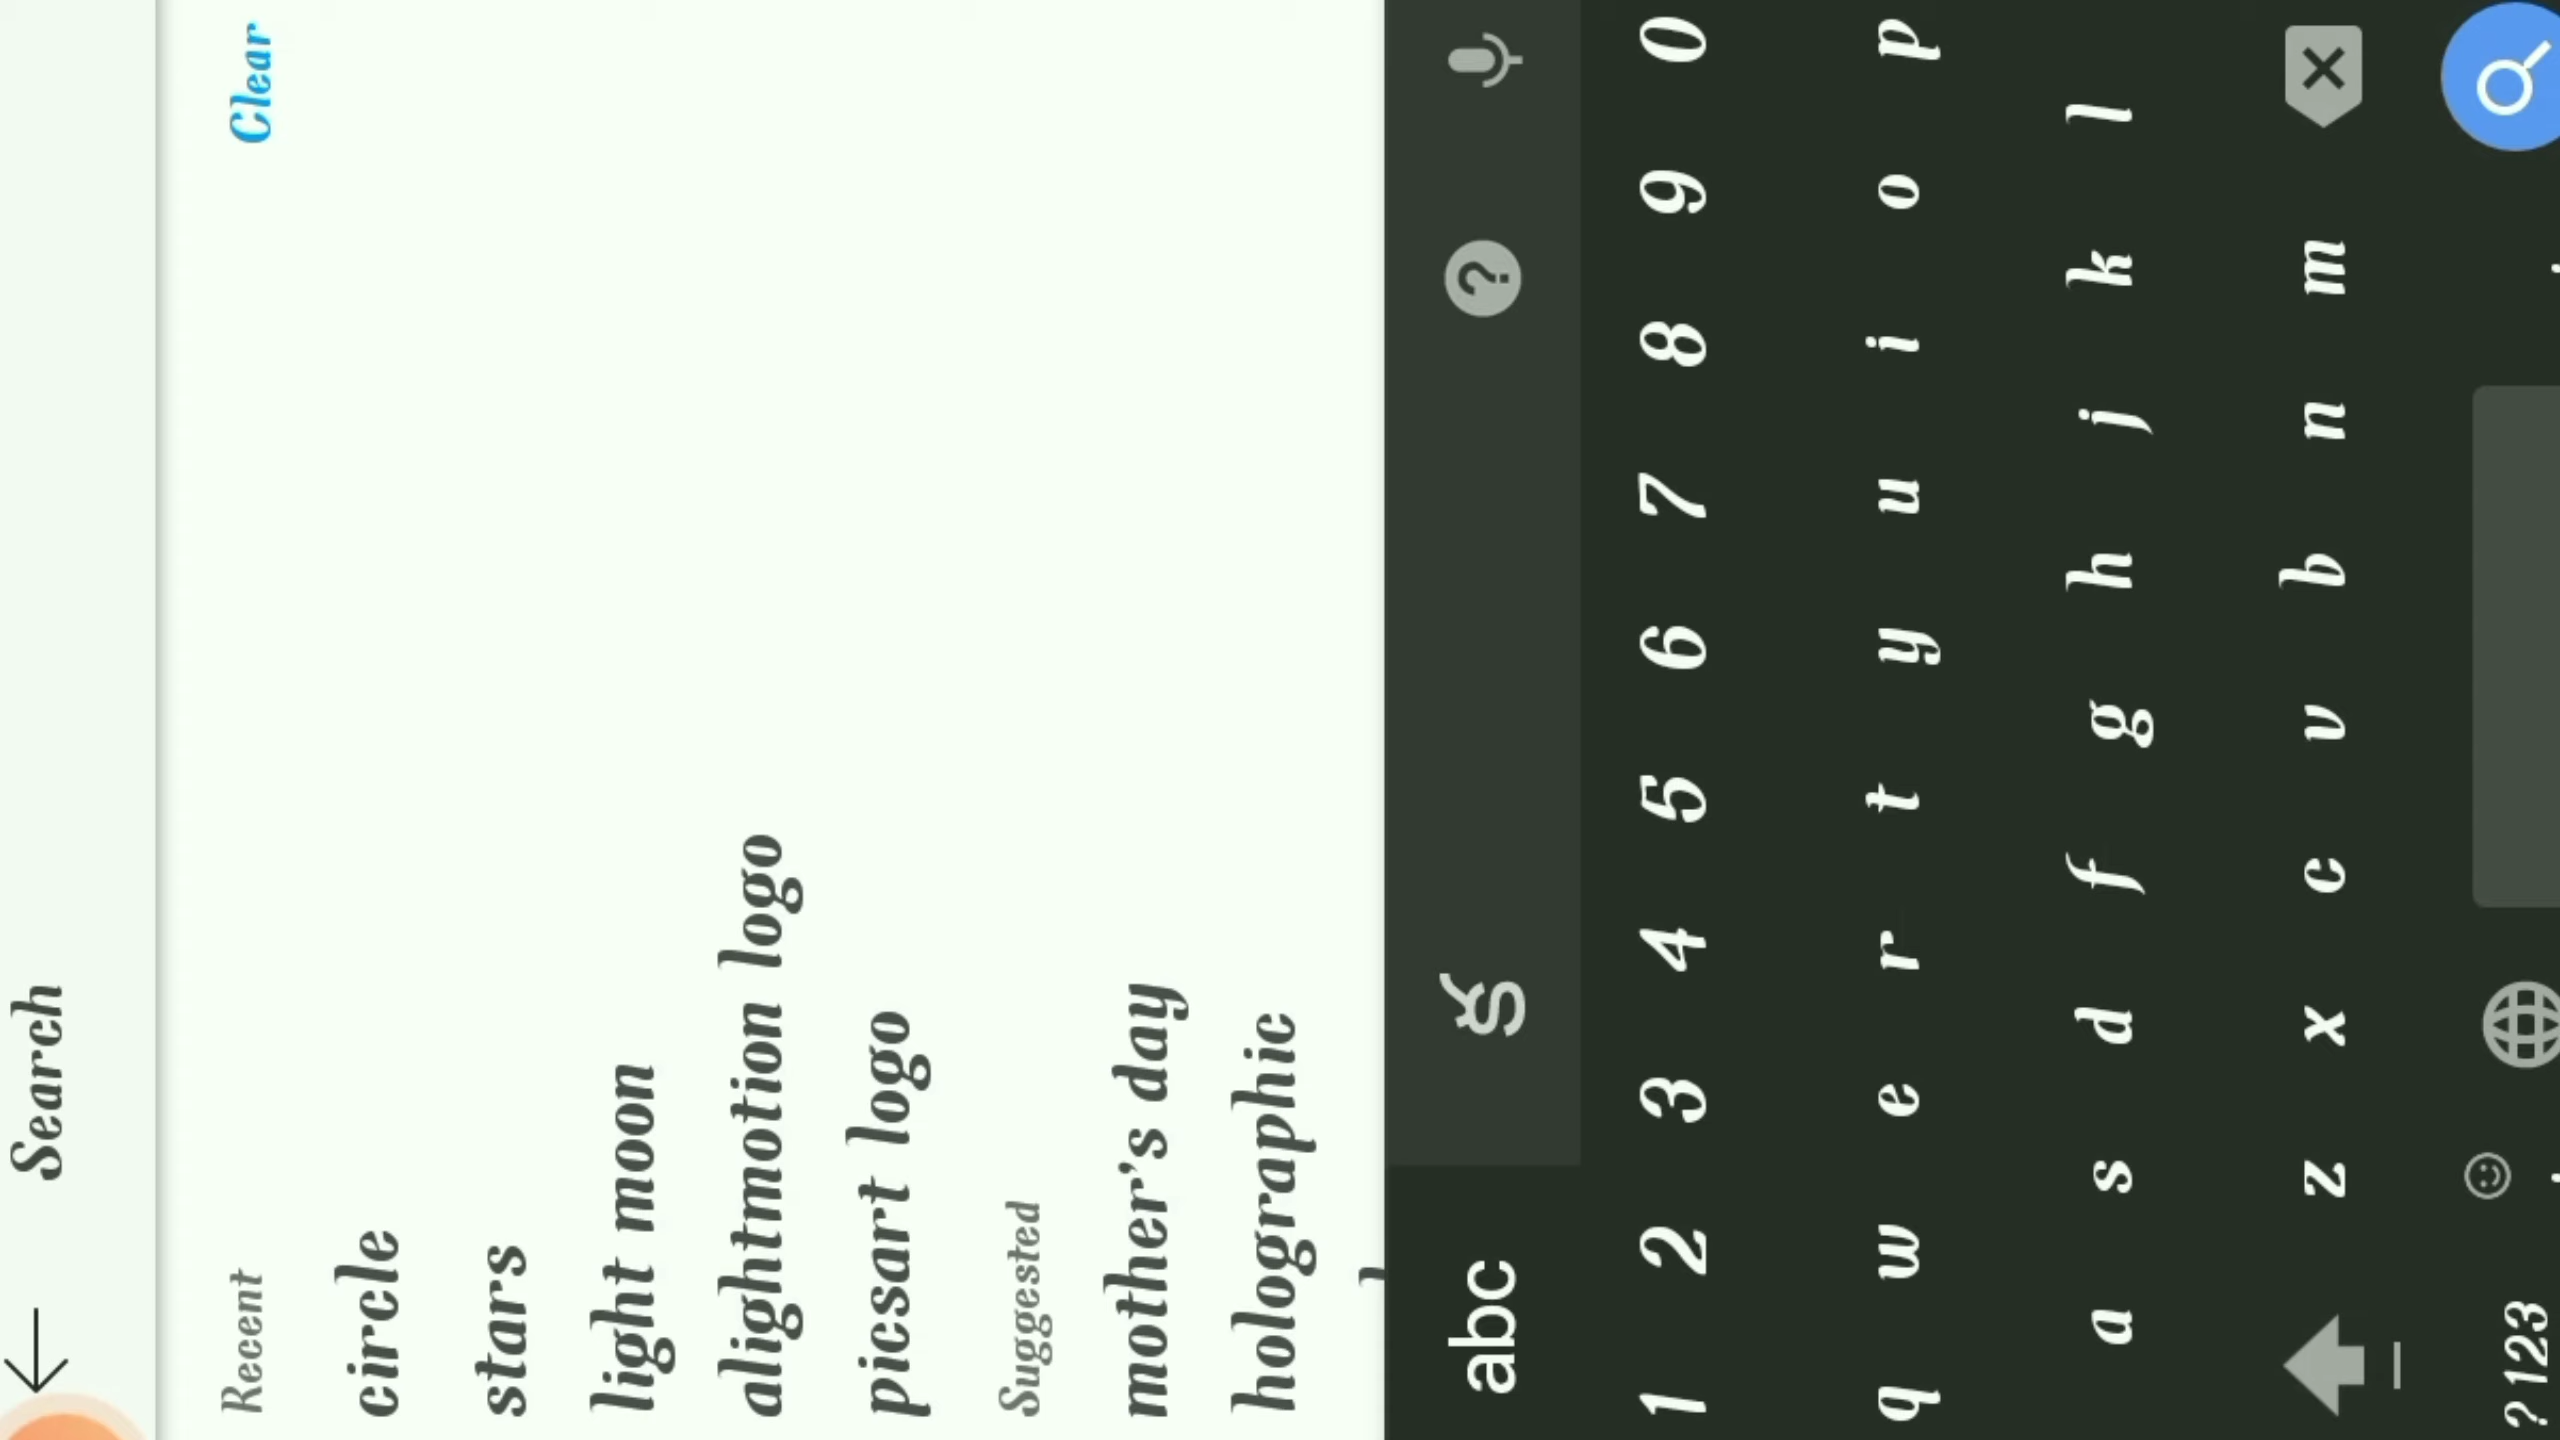 Search
Recent Clear
circle
stars
light moon
alightmotion logo
picsart logo
Suggested
mother's day
holographic
abc
1 2 3 4 5 6 7 8 9 0
q w e r t y u i o p
a s d f g h j k l
z x c v b n m
? 123